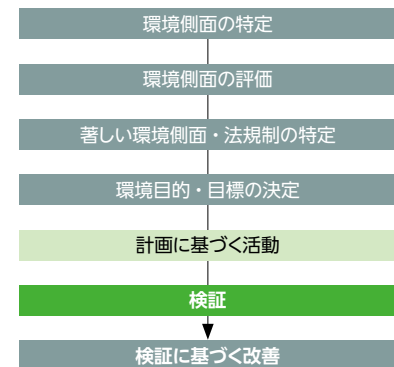 環境側面の特定
環境側面の評価
著しい環境側面・法規制の特定
環境目的・目標の決定
計画に基づく活動
検証
検証に基づく改善